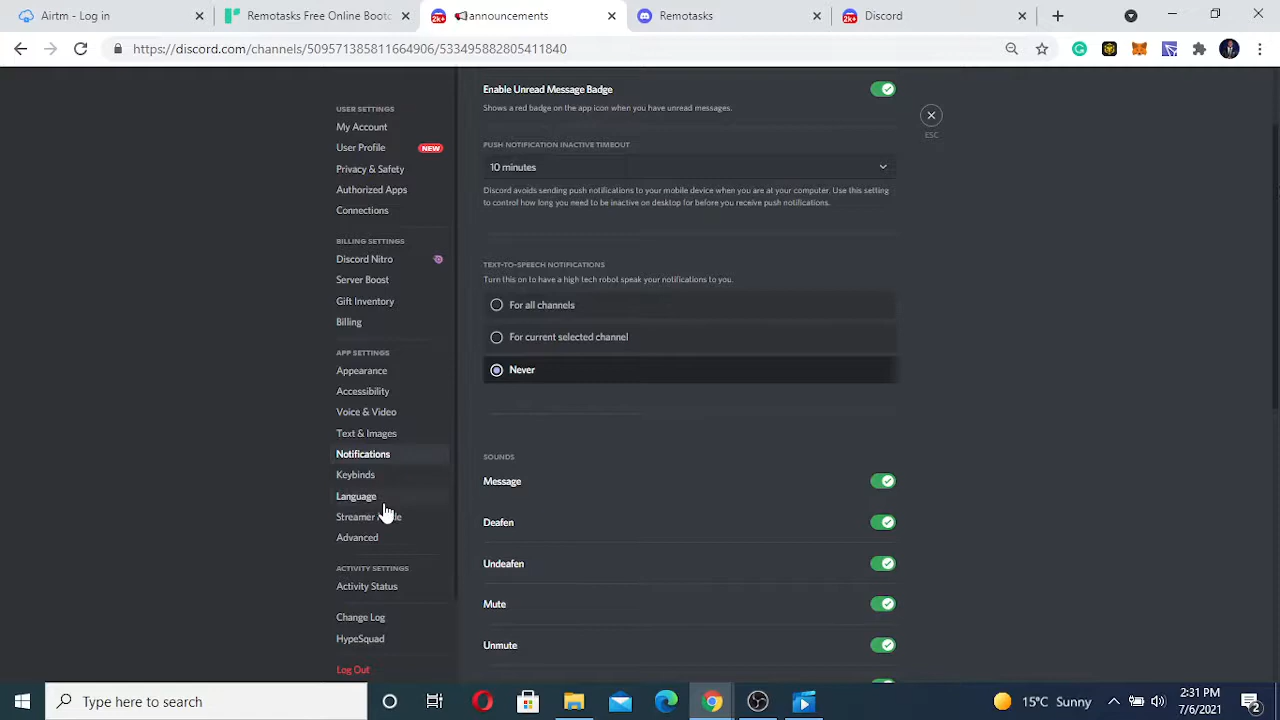 Airtn - Log in
Remotasks Free Online Bootc
2k+
announcements
Remotasks
2k+
Discord
https://discord.com/channels/509571385811664906/533495882805411840
USER SETTINGS
My Account
User Profile
NEW
Privacy & Safety
Authorized Apps
Connections
BILLING SETTINGS
Discord Nitro
Server Boost
Gift Inventory
Billing
APP SETTINGS
Appearance
Accessibility
Voice & Video
Text & Images
Notifications
Keybinds
Language
Streamer
Advanced
ACTIVITY SETTINGS
Activity Status
Change Log
HypeSquad
Log Out
Enable Unread Message Badge
Shows a red badge on the app icon when you have unread messages.
PUSH NOTIFICATION INACTIVE TIMEOUT
10 minutes
Discord avoids sending push notifications to your mobile device when you are at your computer. Use this setting
to control how long you need to be inactive on desktop for before you receive push notifications.
TEXT-TO-SPEECH NOTIFICATIONS
Turn this on to have a high tech robot speak your notifications to you.
For all channels
For current selected channel
Never
SOUNDS
Message
Deafen
Undeafen
Mute
Unmute
ESC
Type here to search
15°C Sunny
2:31 PM
7/6/2021
2